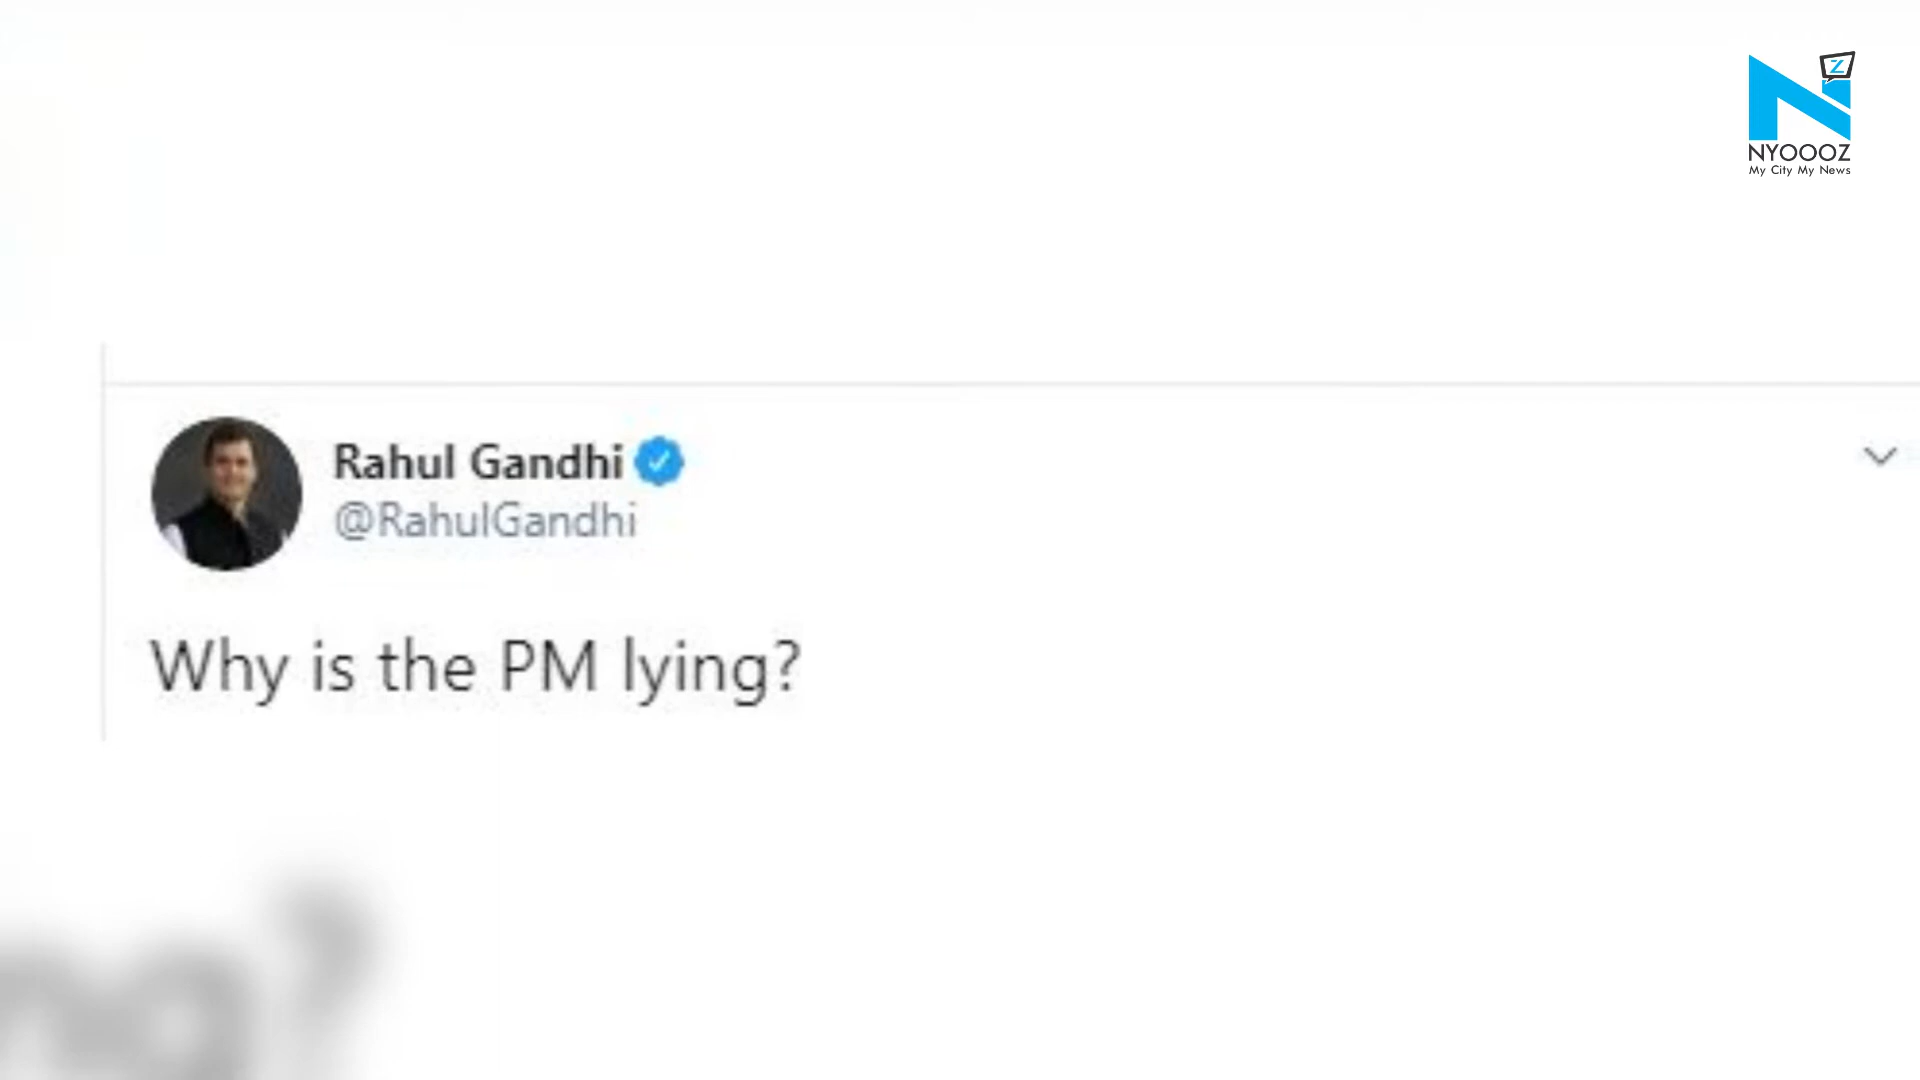 Z
NYOOOZ
My City My News
Rahul Gandhi
@RahulGandhi
Why is the PM lying?